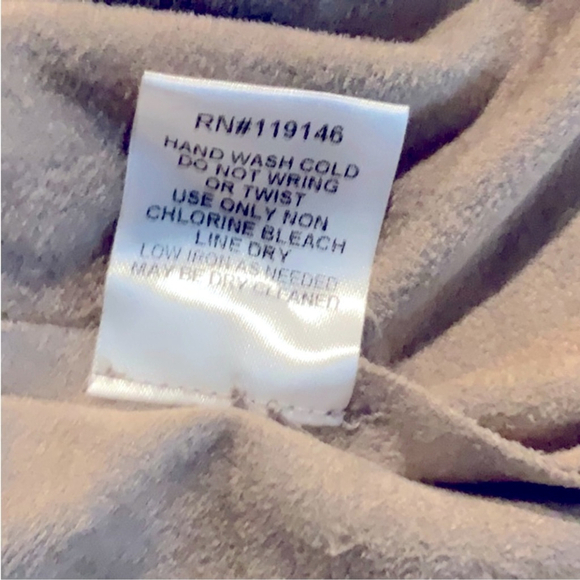 RN#119146
HAND WASH COLD
DO NOT WRING
OR TWIST
USE ONLY NON
CHLORINE BLEACH
LINE DRY
LOW IRON AS NEEDED
MAY BE DRY CLEANED